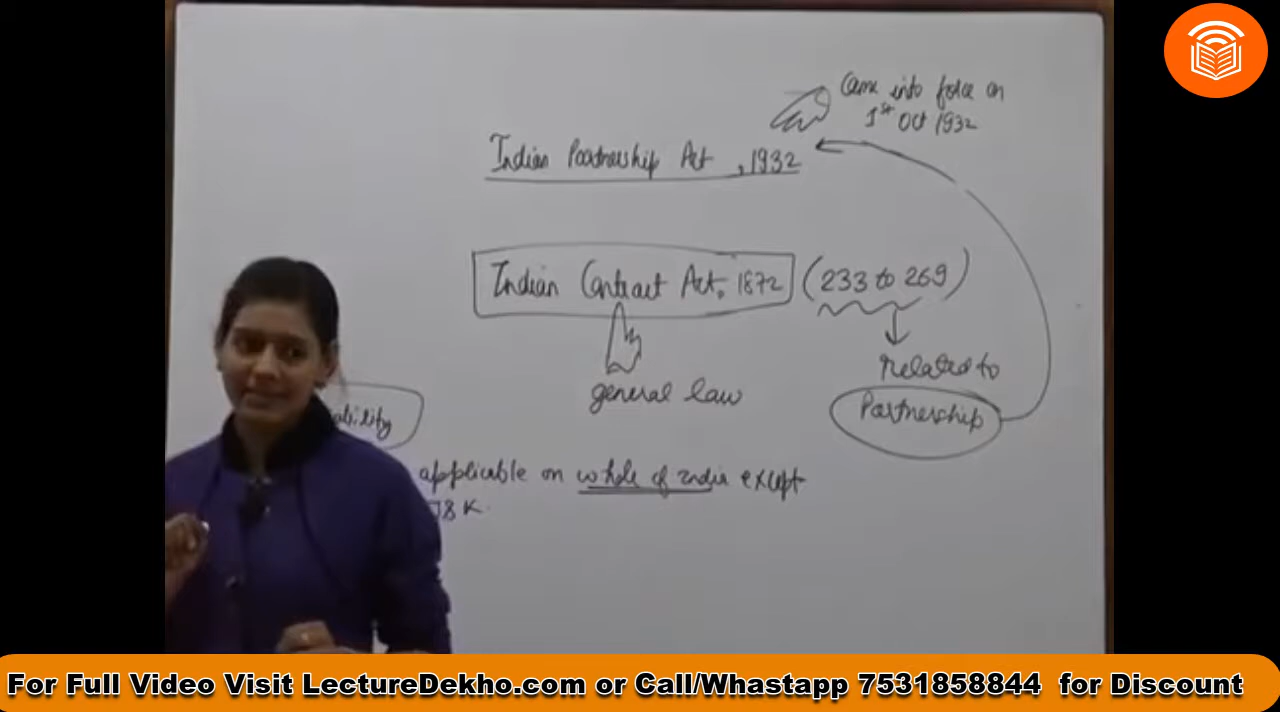 Came into force on
1st Oct 1932
Indian Partnership Act, 1932
Indian Contract Act, 1872 (233 to 269)
related to
general law
Partnership
ability
applicable on whole of India except
J&K.
For Full Video Visit LectureDekho.com or Call/Whastapp 7531858844 for Discount